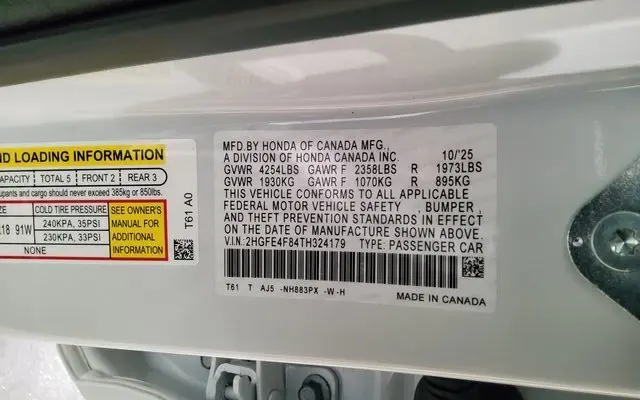 ND LOADING INFORMATION
CAPACITY TOTAL 5 FRONT 2 REAR 3
upants and cargo should never exceed 385kg or 850lbs.
E COLD TIRE PRESSURE SEE OWNER'S MANUAL FOR ADDITIONAL INFORMATION
R18 91W 240KPA, 35PSI
230KPA, 33PSI
NONE
T61 A0
MFD.BY HONDA OF CANADA MFG., 10/'25
A DIVISION OF HONDA CANADA INC.
GVWR 4254LBS GAWR F 2358LBS R 1973LBS
GVWR 1930KG GAWR F 1070KG R 895KG
THIS VEHICLE CONFORMS TO ALL APPLICABLE
FEDERAL MOTOR VEHICLE SAFETY BUMPER
AND THEFT PREVENTION STANDARDS IN EFFECT
ON THE DATE OF MANUFACTURE SHOWN ABOVE.
V.I.N. 2HGFE4F84TH324179 TYPE: PASSENGER CAR
T61 T AJ5 -NH883PX -W-H
MADE IN CANADA